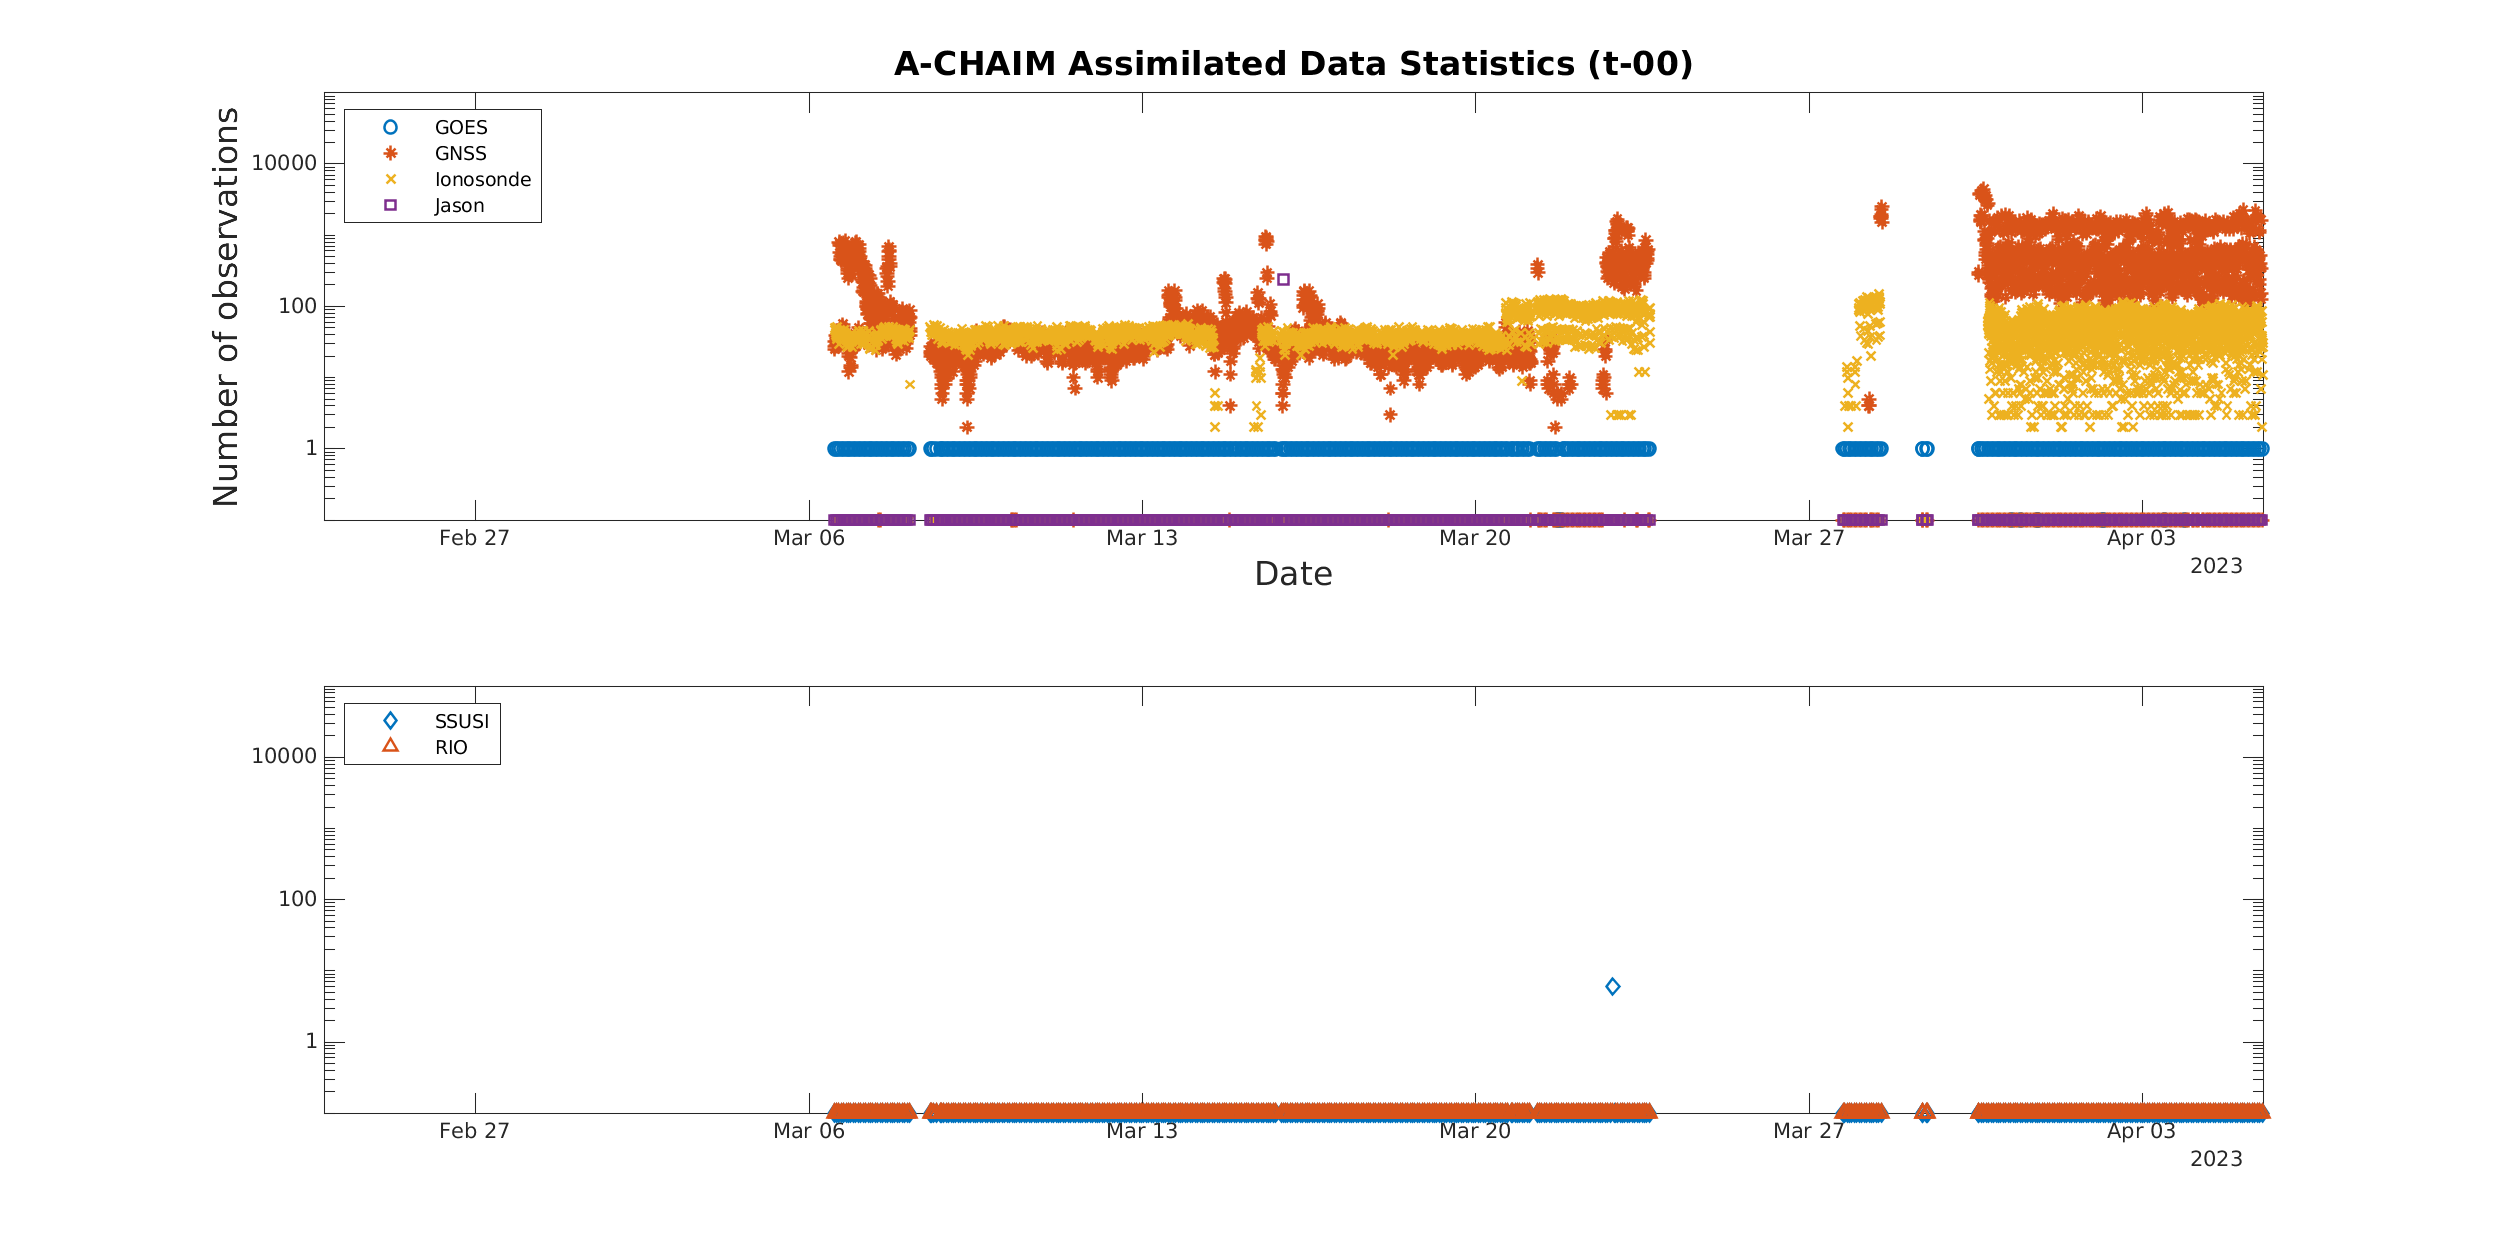 A-CHAIM Assimilated Data Statistics (t-00)
Number of observations
10000
100
1
GOES
GNSS
Ionosonde
Jason
Feb 27
Mar 06
Mar 13
Mar 20
Mar 27
Apr 03
2023
Date
10000
100
1
SSUSI
RIO
Feb 27
Mar 06
Mar 13
Mar 20
Mar 27
Apr 03
2023